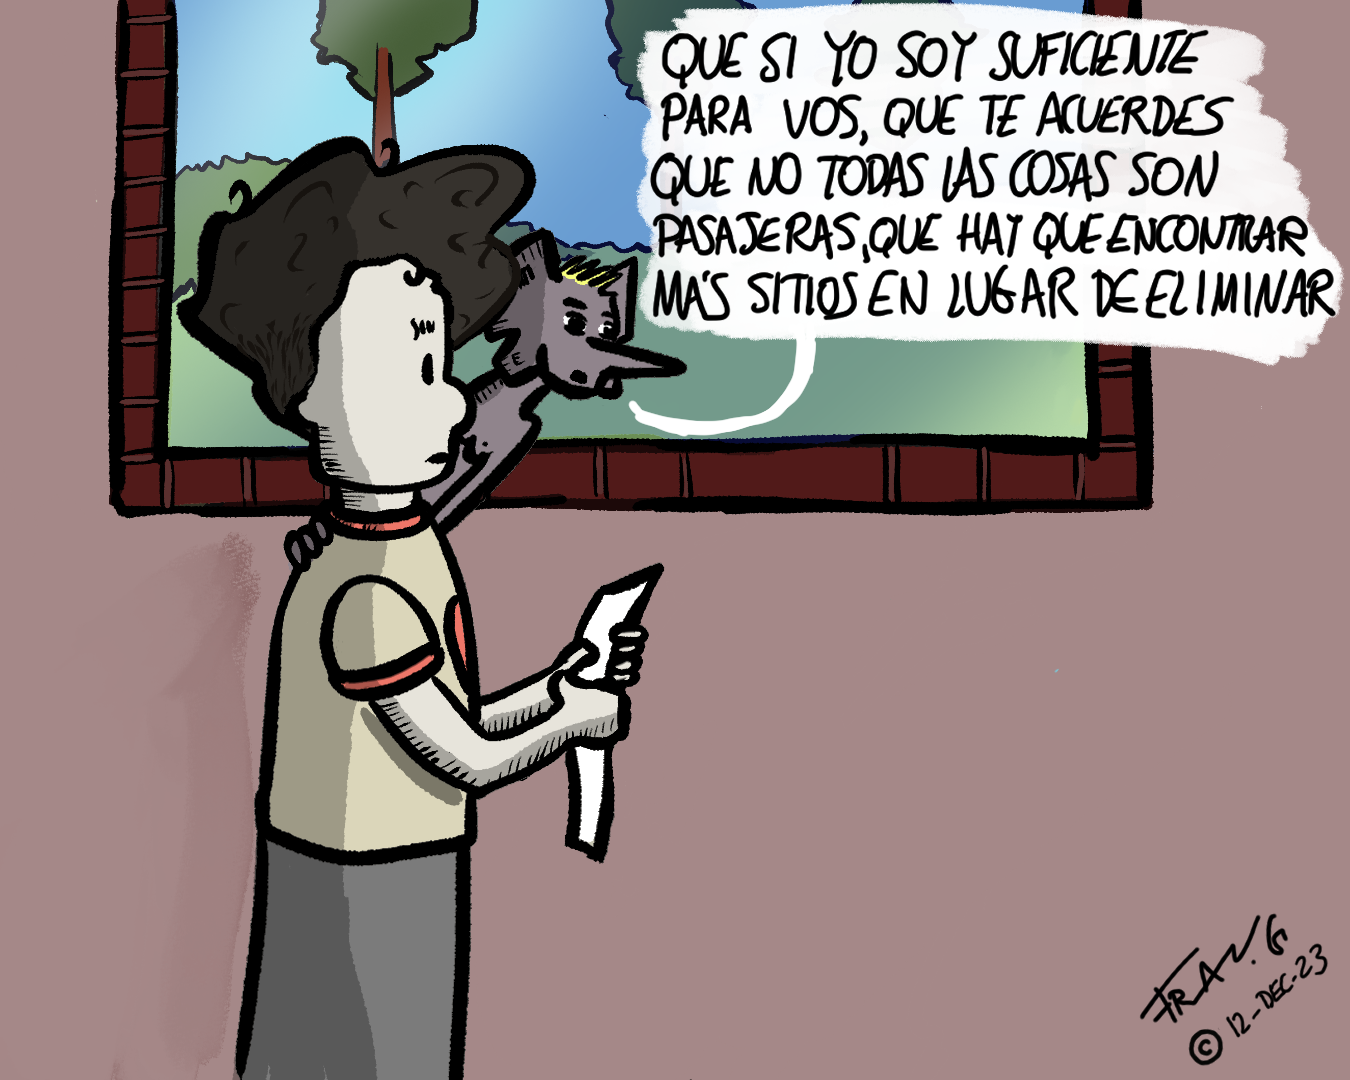 QUE SI YO SOY SUFICIENTE
PARA VOS, QUE TE ACUERDES
QUE NO TODAS LAS COSAS SON
PASAJERAS, QUE HAY QUE ENCONTRAR
MÁS SITIOS EN LUGAR DE ELIMINAR
FRAN.G
© 12-DEC-23